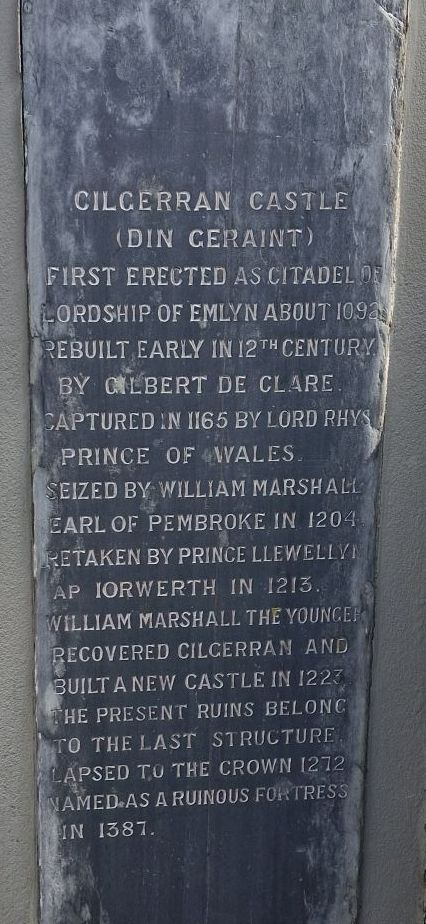 CILGERRAN CASTLE
(DIN GERAINT)
FIRST ERECTED AS CITADEL OF
LORDSHIP OF EMLYN ABOUT 1092
REBUILT EARLY IN 12TH CENTURY.
BY GILBERT DE CLARE.
CAPTURED IN 1165 BY LORD RHYS
PRINCE OF WALES.
SEIZED BY WILLIAM MARSHALL
EARL OF PEMBROKE IN 1204.
RETAKEN BY PRINCE LLEWELLYN
AP IORWERTH IN 1213.
WILLIAM MARSHALL THE YOUNGER
RECOVERED CILGERRAN AND
BUILT A NEW CASTLE IN 1223
THE PRESENT RUINS BELONG
TO THE LAST STRUCTURE.
LAPSED TO THE CROWN 1272
NAMED AS A RUINOUS FORTRESS
IN 1387.